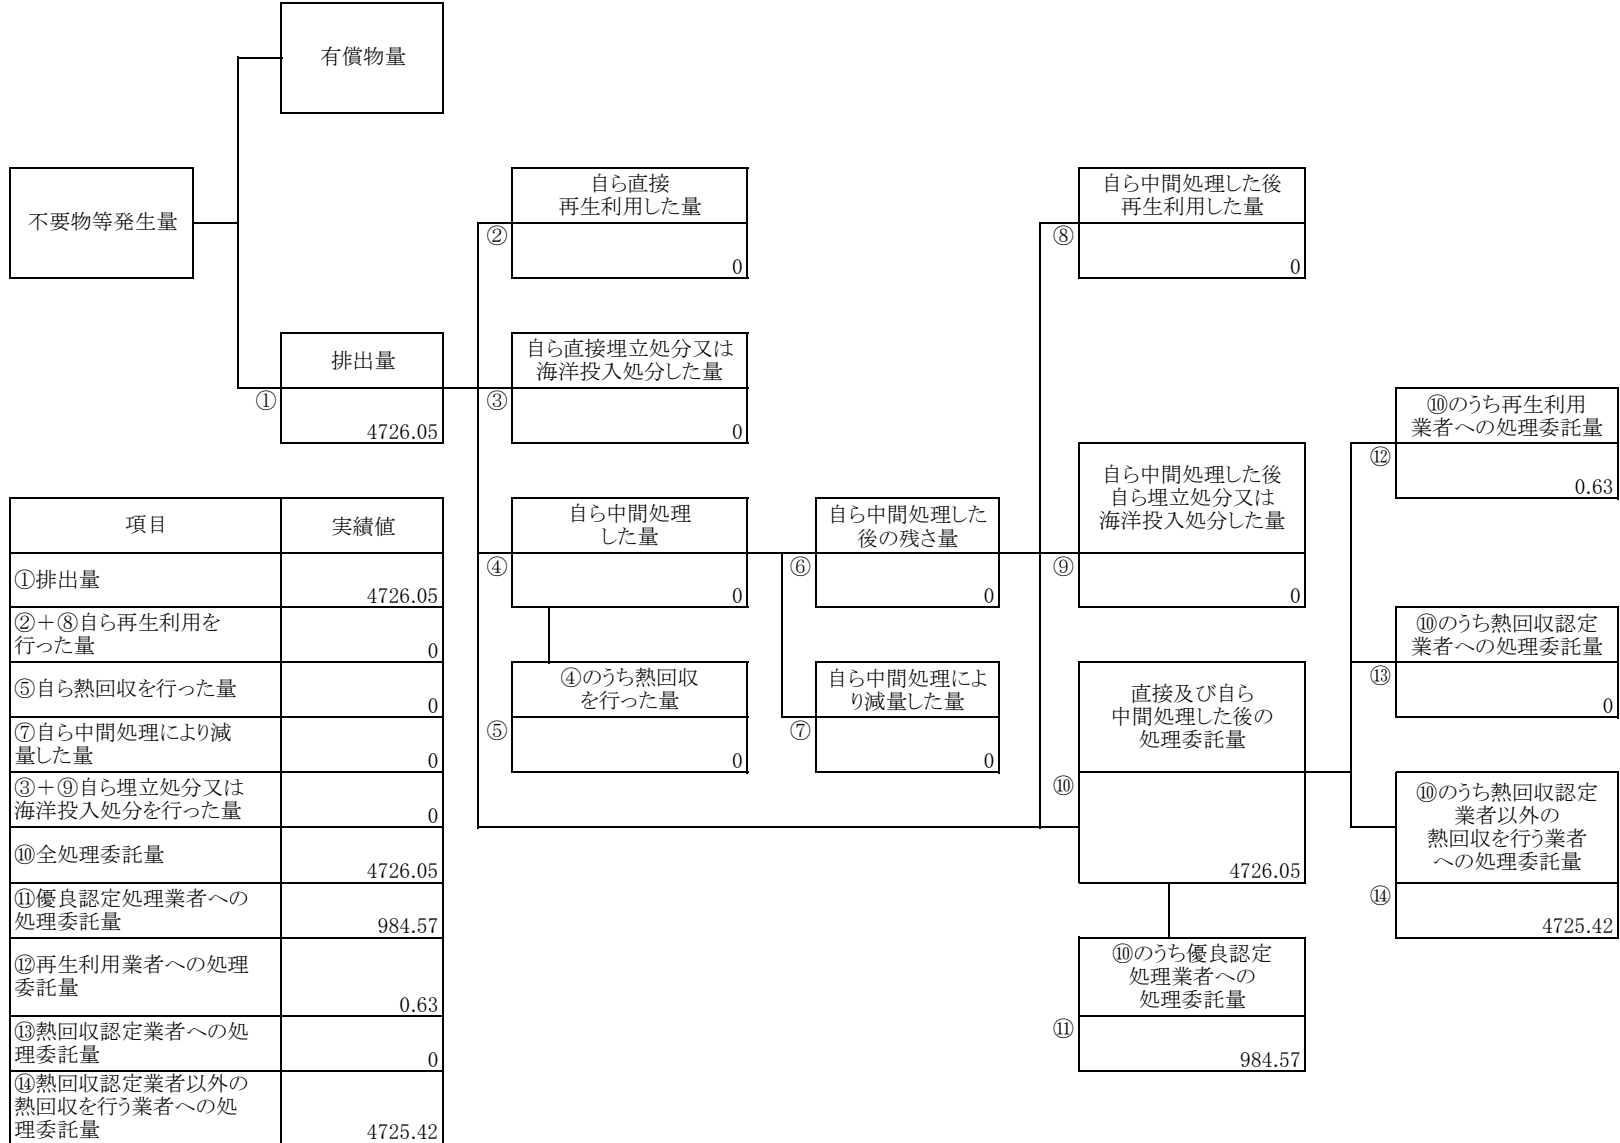 有償物量
不要物等発生量
排出量
①
4726.05
自ら直接
再生利用した量
②
0
自ら直接埋立処分又は
海洋投入処分した量
③
0
自ら中間処理
した量
④
0
④のうち熱回収
を行った量
⑤
0
自ら中間処理した
後の残さ量
⑥
0
自ら中間処理によ
り減量した量
⑦
0
自ら中間処理した後
再生利用した量
⑧
0
自ら中間処理した後
自ら埋立処分又は
海洋投入処分した量
⑨
0
直接及び自ら
中間処理した後の
処理委託量
⑩
4726.05
⑩のうち優良認定
処理業者への
処理委託量
⑪
984.57
⑩のうち再生利用
業者への処理委託量
⑫
0.63
⑩のうち熱回収認定
業者への処理委託量
⑬
0
⑩のうち熱回収認定
業者以外の
熱回収を行う業者
への処理委託量
⑭
4725.42
項目 実績値
①排出量
4726.05
②＋⑧自ら再生利用を
行った量
0
⑤自ら熱回収を行った量
0
⑦自ら中間処理により減
量した量
0
③＋⑨自ら埋立処分又は
海洋投入処分を行った量
0
⑩全処理委託量
4726.05
⑪優良認定処理業者への
処理委託量
984.57
⑫再生利用業者への処理
委託量
0.63
⑬熱回収認定業者への処
理委託量
0
⑭熱回収認定業者以外の
熱回収を行う業者への処
理委託量
4725.42